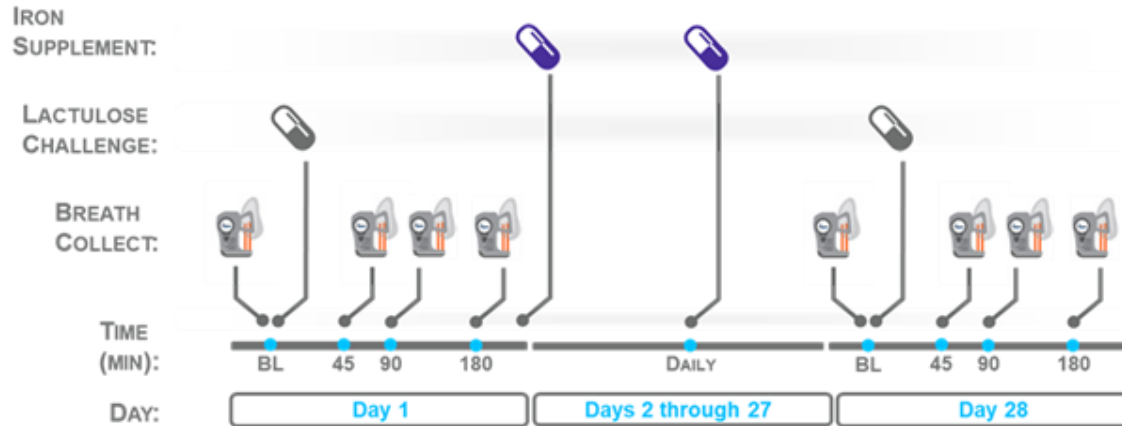 IRON
SUPPLEMENT:
LACTULOSE
CHALLENGE:
BREATH
COLLECT:
TIME
(MIN):
BL 45 90 180 DAILY BL 45 90 180
DAY:
Day 1 Days 2 through 27 Day 28